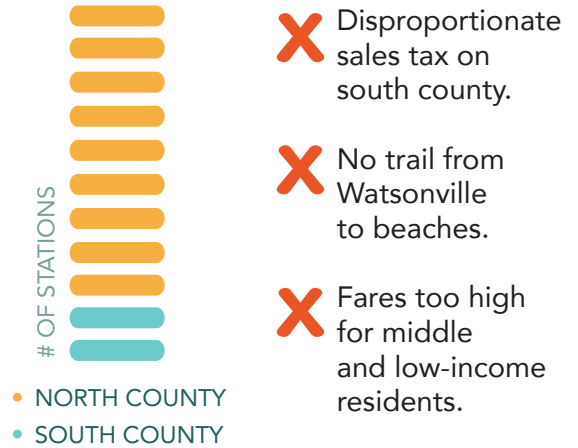 # OF STATIONS
• NORTH COUNTY
• SOUTH COUNTY
X Disproportionate
sales tax on
south county.
X No trail from
Watsonville
to beaches.
X Fares too high
for middle
and low-income
residents.